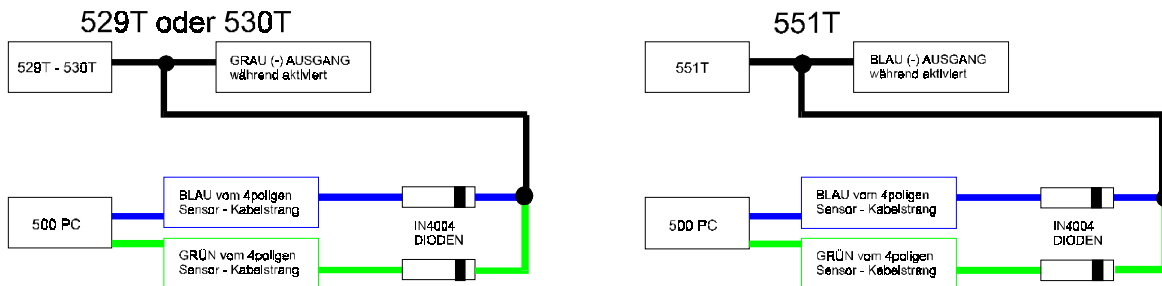 529T oder 530T
529T - 530T
GRAU (-) AUSGANG
während aktiviert
BLAU vom 4poligen
Sensor - Kabelstrang
500 PC
IN4004
DIODEN
GRÜN vom 4poligen
Sensor - Kabelstrang
551T
551T
BLAU (-) AUSGANG
während aktiviert
BLAU vom 4poligen
Sensor - Kabelstrang
500 PC
IN4004
DIODEN
GRÜN vom 4poligen
Sensor - Kabelstrang